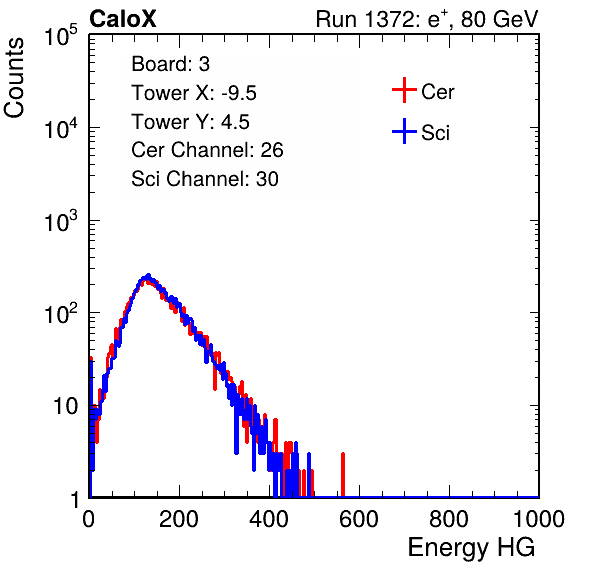 CaloX Run 1372: e⁺, 80 GeV
Counts
10⁵
10⁴
10³
10²
10
1
Board: 3
Tower X: -9.5
Tower Y: 4.5
Cer Channel: 26
Sci Channel: 30
Cer
Sci
0 200 400 600 800 1000
Energy HG